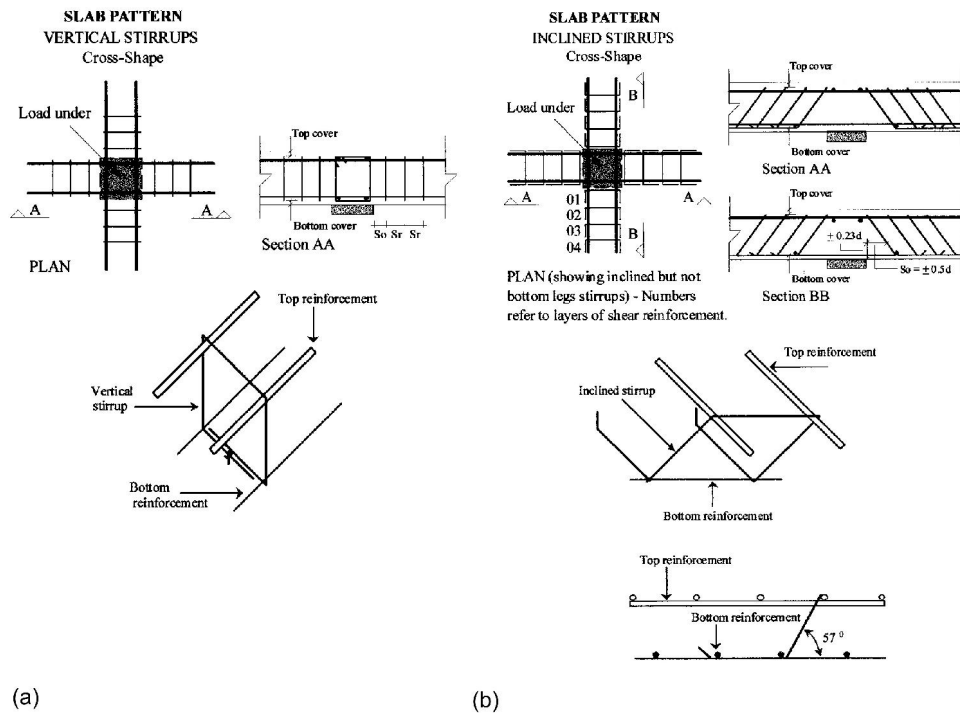 SLAB PATTERN
VERTICAL STIRRUPS
Cross-Shape
Load under
Top cover
A
A
Bottom cover
So Sr Sr
Section AA
PLAN
Top reinforcement
Vertical
stirrup
Bottom
reinforcement
(a)
SLAB PATTERN
INCLINED STIRRUPS
Cross-Shape
B
Load under
A
A
01
02
03
04
B
PLAN (showing inclined but not
bottom legs stirrups) - Numbers
refer to layers of shear reinforcement.
Top cover
Bottom cover
Section AA
Top cover
± 0.23d
Bottom cover
So = ± 0.5d
Section BB
Top reinforcement
Inclined stirrup
Bottom reinforcement
Top reinforcement
Bottom reinforcement
57 °
(b)